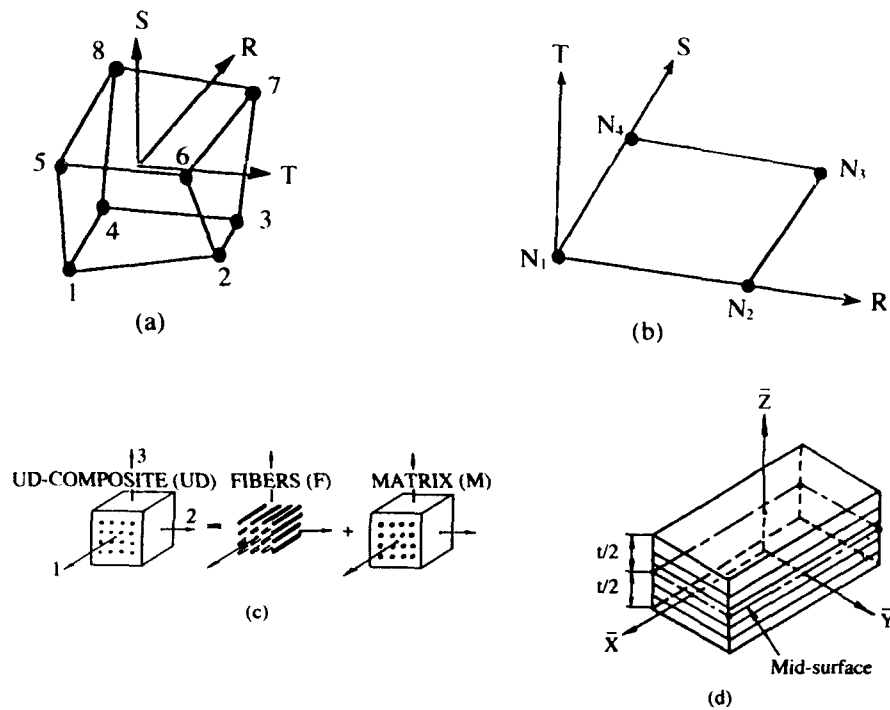 S
R
8
7
5
6
T
4
3
1
2
(a)
T
S
N₄
N₃
N₁
N₂
R
(b)
3
UD-COMPOSITE (UD) FIBERS (F) MATRIX (M)
2
=
+
1
(c)
Z̄
t/2
t/2
X̄
Ȳ
Mid-surface
(d)